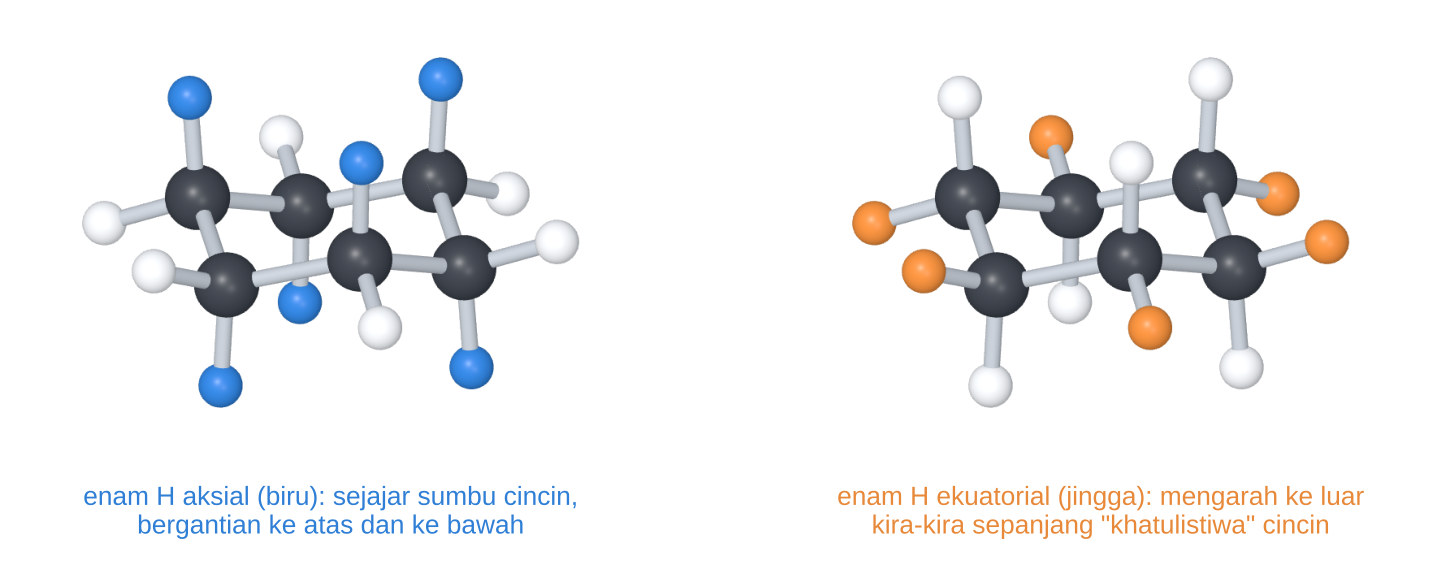 enam H aksial (biru): sejajar sumbu cincin,
bergantian ke atas dan ke bawah
enam H ekuatorial (jingga): mengarah ke luar
kira-kira sepanjang "khatulistiwa" cincin